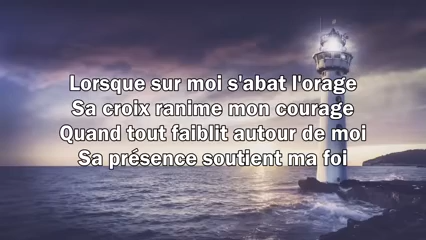 Lorsque sur moi s'abat l'orage
Sa croix ranime mon courage
Quand tout faiblit autour de moi
Sa présence soutient ma foi